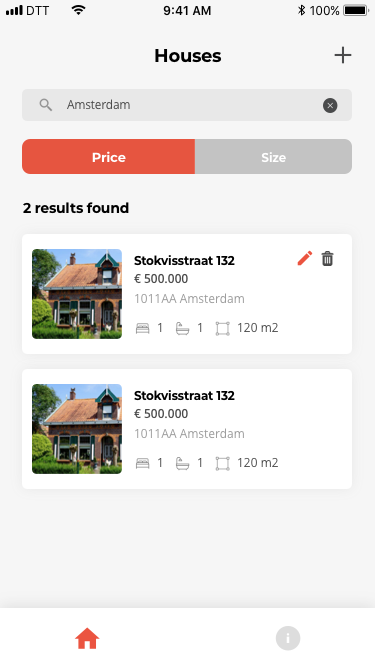 DTT 9:41 AM 100%
Houses
Amsterdam
Price Size
2 results found
Stokvisstraat 132
€ 500.000
1011AA Amsterdam
1 1 120 m2
Stokvisstraat 132
€ 500.000
1011AA Amsterdam
1 1 120 m2